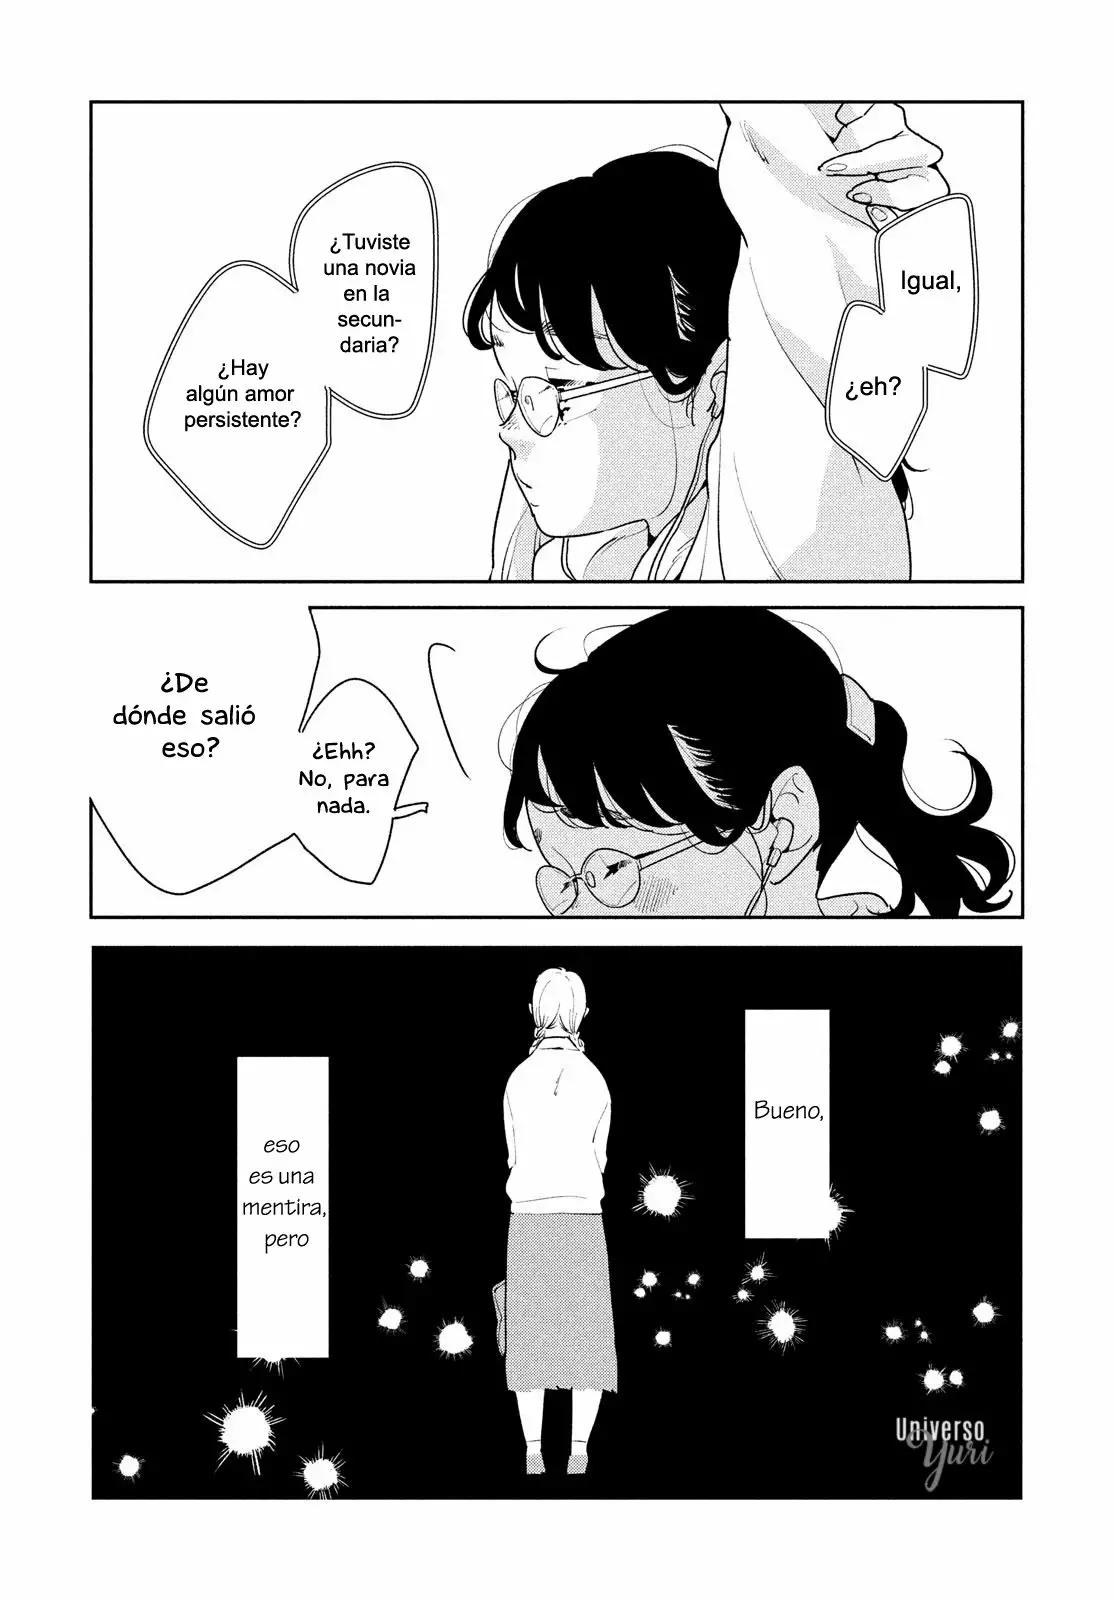 Igual,
¿eh?
¿Tuviste
una novia
en la
secun-
daria?
¿Hay
algún amor
persistente?
¿Ehh?
No, para
nada.
¿De
dónde salió
eso?
Bueno,
eso
es una
mentira,
pero
Universo
Yuri